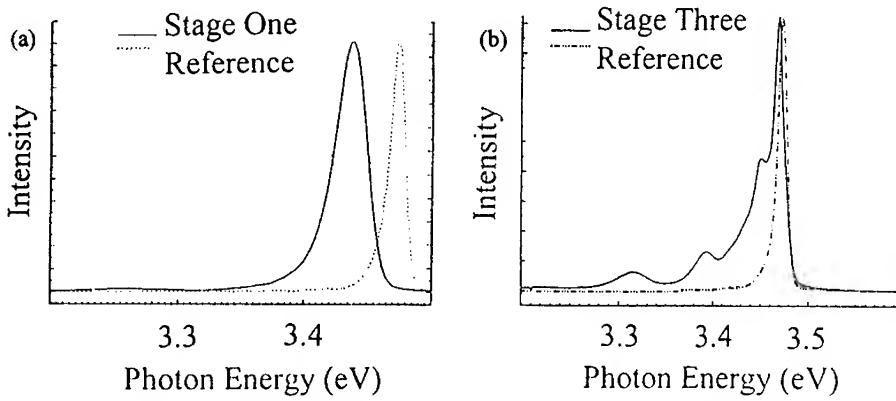 (a)
Stage One
Reference
Intensity
3.3
3.4
Photon Energy (eV)
(b)
Stage Three
Reference
Intensity
3.3
3.4
3.5
Photon Energy (eV)